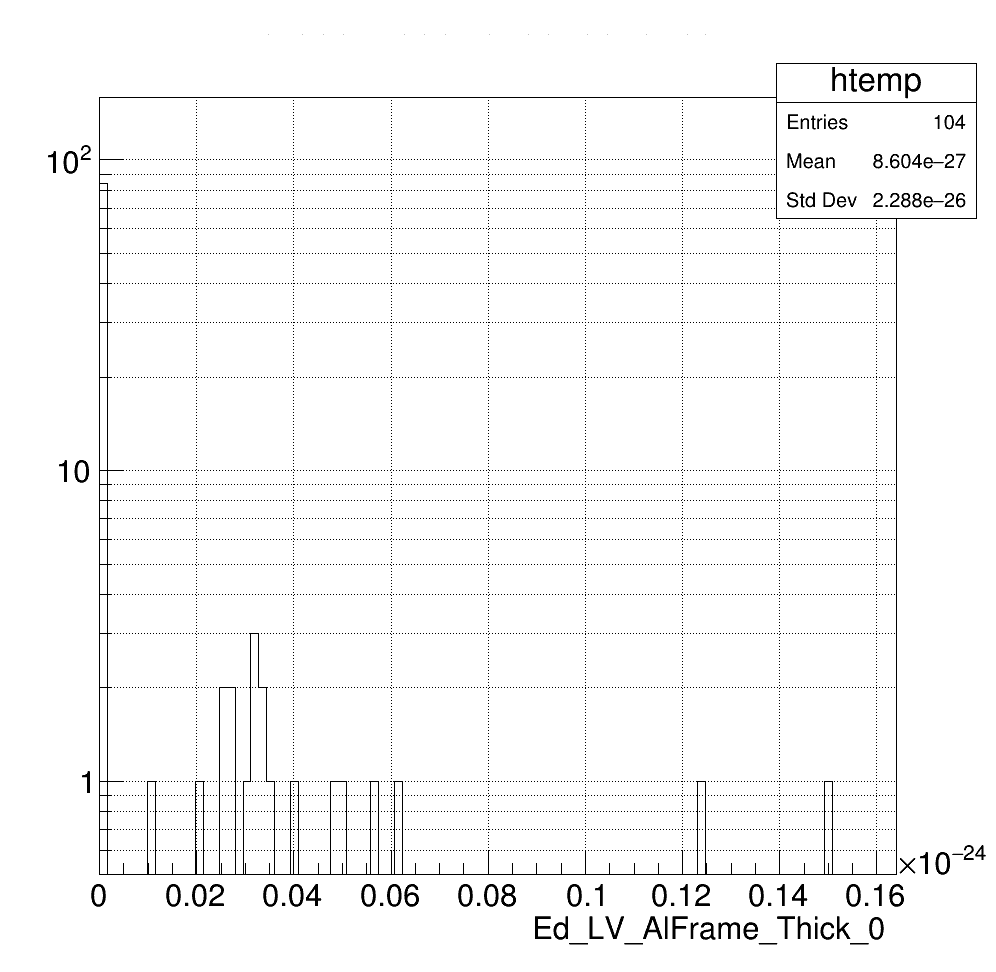 htemp
Entries 104
Mean 8.604e−27
Std Dev 2.288e−26
10²
10
1
0 0.02 0.04 0.06 0.08 0.1 0.12 0.14 0.16
×10⁻²⁴
Ed_LV_AlFrame_Thick_0